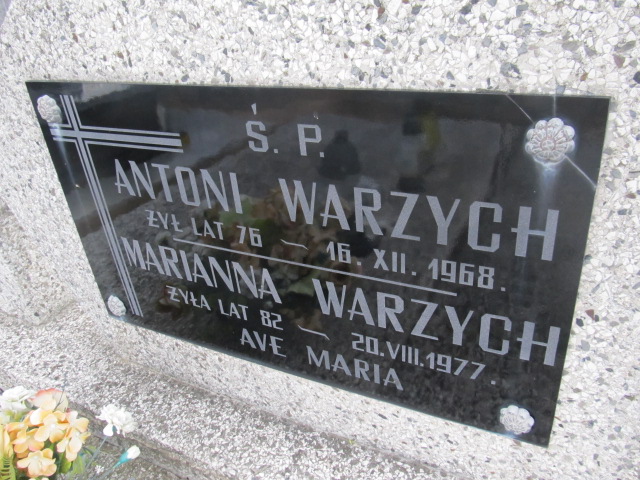 Ś. P.
ANTONI WARZYCH
ŻYŁ LAT 76 — 16. XII. 1968.
MARIANNA WARZYCH
ŻYŁA LAT 82 — 20. VIII. 1977.
AVE MARIA